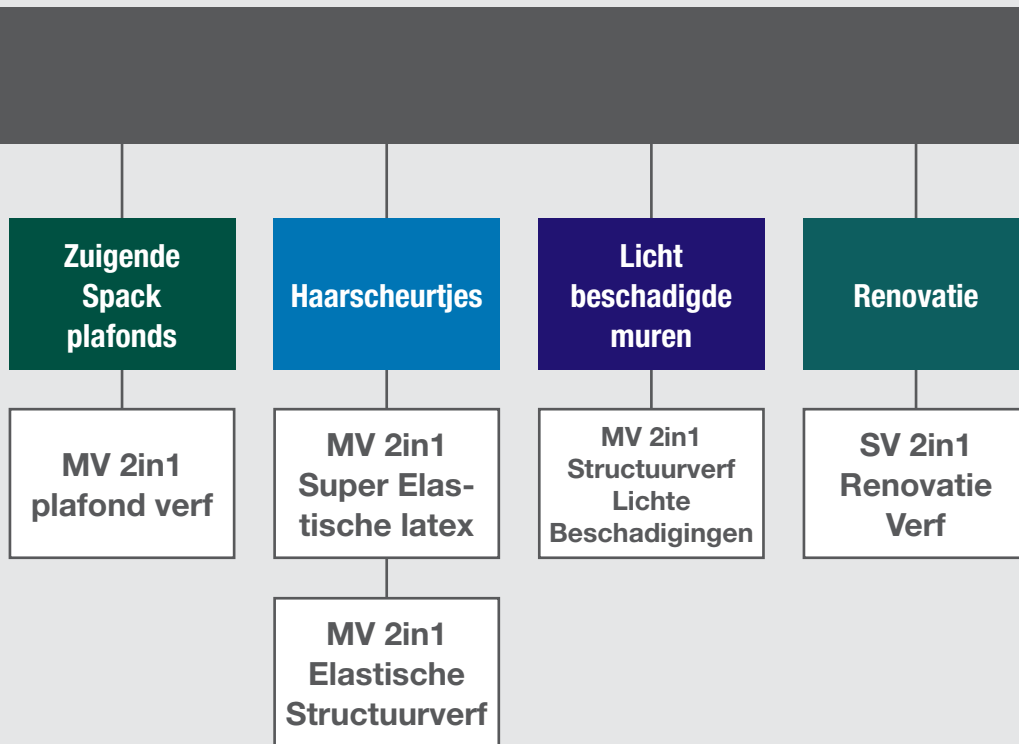 Zuigende
Spack
plafonds
Haarscheurtjes
Licht
beschadigde
muren
Renovatie
MV 2in1
plafond verf
MV 2in1
Super Elas-
tische latex
MV 2in1
Structuurverf
Lichte
Beschadigingen
SV 2in1
Renovatie
Verf
MV 2in1
Elastische
Structuurverf